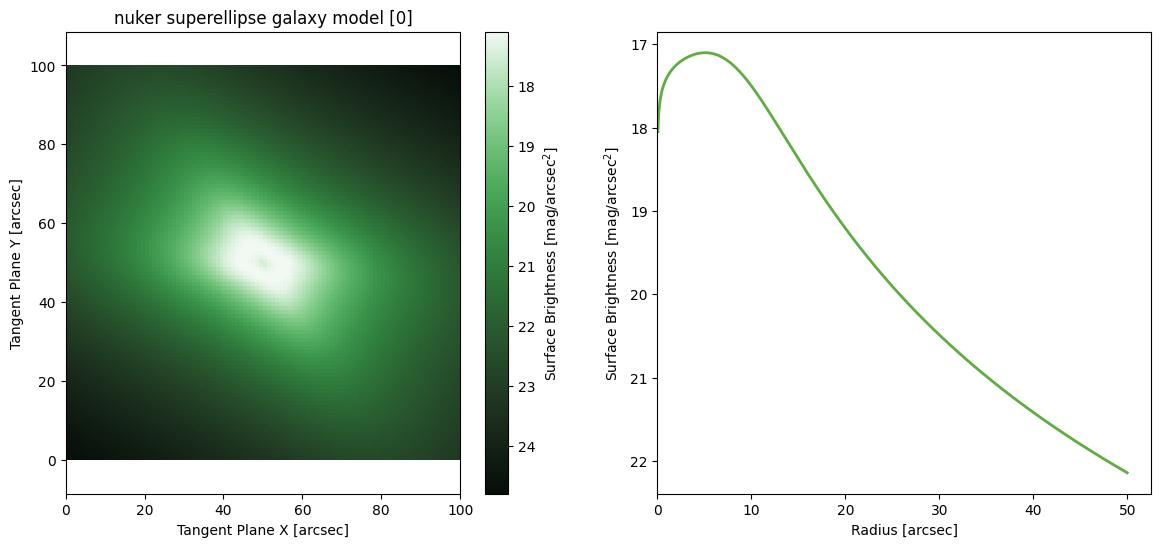 nuker superellipse galaxy model [0]
100
80
60
40
20
0
Tangent Plane Y [arcsec]
0 20 40 60 80 100
Tangent Plane X [arcsec]
18
19
20
21
22
23
24
Surface Brightness [mag/arcsec²]
17
18
19
20
21
22
Surface Brightness [mag/arcsec²]
0 10 20 30 40 50
Radius [arcsec]